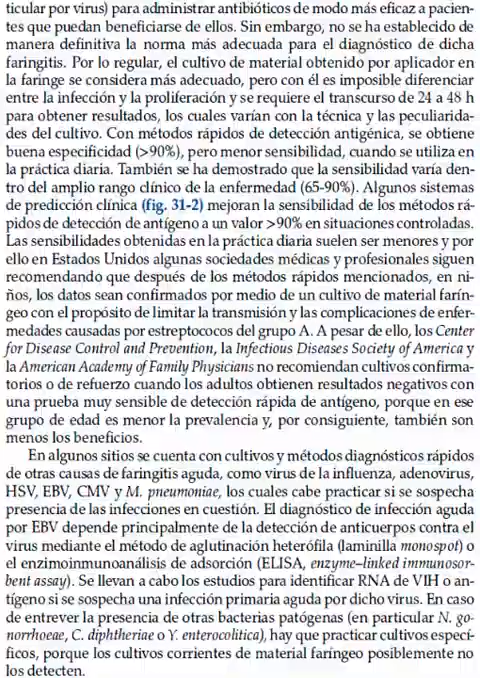 ticular por virus) para administrar antibióticos de modo más eficaz a pacien-
tes que puedan beneficiarse de ellos. Sin embargo, no se ha establecido de
manera definitiva la norma más adecuada para el diagnóstico de dicha
faringitis. Por lo regular, el cultivo de material obtenido por aplicador en
la faringe se considera más adecuado, pero con él es imposible diferenciar
entre la infección y la proliferación y se requiere el transcurso de 24 a 48 h
para obtener resultados, los cuales varían con la técnica y las peculiarida-
des del cultivo. Con métodos rápidos de detección antigénica, se obtiene
buena especificidad (>90%), pero menor sensibilidad, cuando se utiliza en
la práctica diaria. También se ha demostrado que la sensibilidad varía den-
tro del amplio rango clínico de la enfermedad (65-90%). Algunos sistemas
de predicción clínica (fig. 31-2) mejoran la sensibilidad de los métodos rá-
pidos de detección de antígeno a un valor >90% en situaciones controladas.
Las sensibilidades obtenidas en la práctica diaria suelen ser menores y por
ello en Estados Unidos algunas sociedades médicas y profesionales siguen
recomendando que después de los métodos rápidos mencionados, en ni-
ños, los datos sean confirmados por medio de un cultivo de material farín-
geo con el propósito de limitar la transmisión y las complicaciones de enfer-
medades causadas por estreptococos del grupo A. A pesar de ello, los Center
for Disease Control and Prevention, la Infectious Diseases Society of America y
la American Academy of Family Physicians no recomiendan cultivos confirma-
torios o de refuerzo cuando los adultos obtienen resultados negativos con
una prueba muy sensible de detección rápida de antígeno, porque en ese
grupo de edad es menor la prevalencia y, por consiguiente, también son
menos los beneficios.
En algunos sitios se cuenta con cultivos y métodos diagnósticos rápidos
de otras causas de faringitis aguda, como virus de la influenza, adenovirus,
HSV, EBV, CMV y M. pneumoniae, los cuales cabe practicar si se sospecha
presencia de las infecciones en cuestión. El diagnóstico de infección aguda
por EBV depende principalmente de la detección de anticuerpos contra el
virus mediante el método de aglutinación heterófila (laminilla monospot) o
el enzimoinmunoanálisis de adsorción (ELISA, enzyme-linked immunosor-
bent assay). Se llevan a cabo los estudios para identificar RNA de VIH o an-
tígeno si se sospecha una infección primaria aguda por dicho virus. En caso
de entrever la presencia de otras bacterias patógenas (en particular N. go-
norrhoeae, C. diphtheriae o Y. enterocolitica), hay que practicar cultivos especí-
ficos, porque los cultivos corrientes de material faríngeo posiblemente no
los detecten.